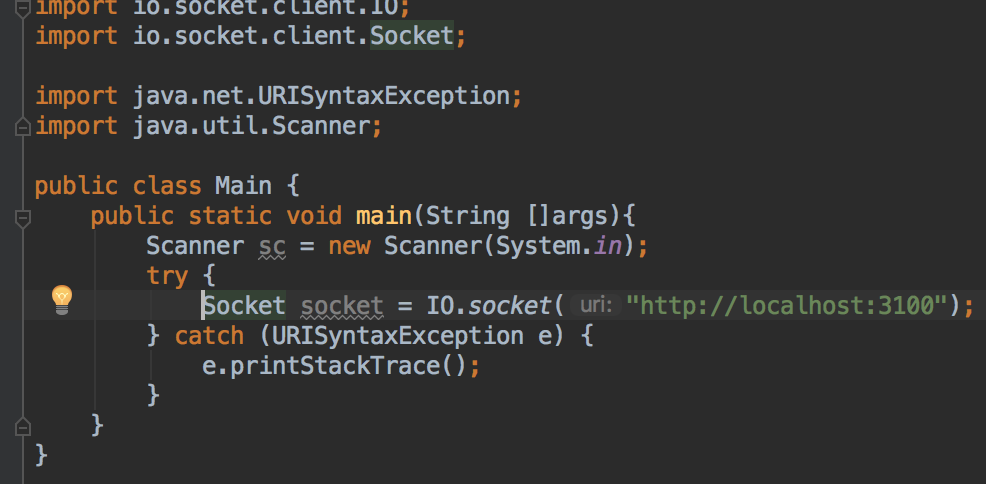 import io.socket.client.IO;
import io.socket.client.Socket;
import java.net.URISyntaxException;
import java.util.Scanner;
public class Main {
public static void main(String []args){
Scanner sc = new Scanner(System.in);
try {
Socket socket = IO.socket( uri: "http://localhost:3100");
} catch (URISyntaxException e) {
e.printStackTrace();
}
}
}